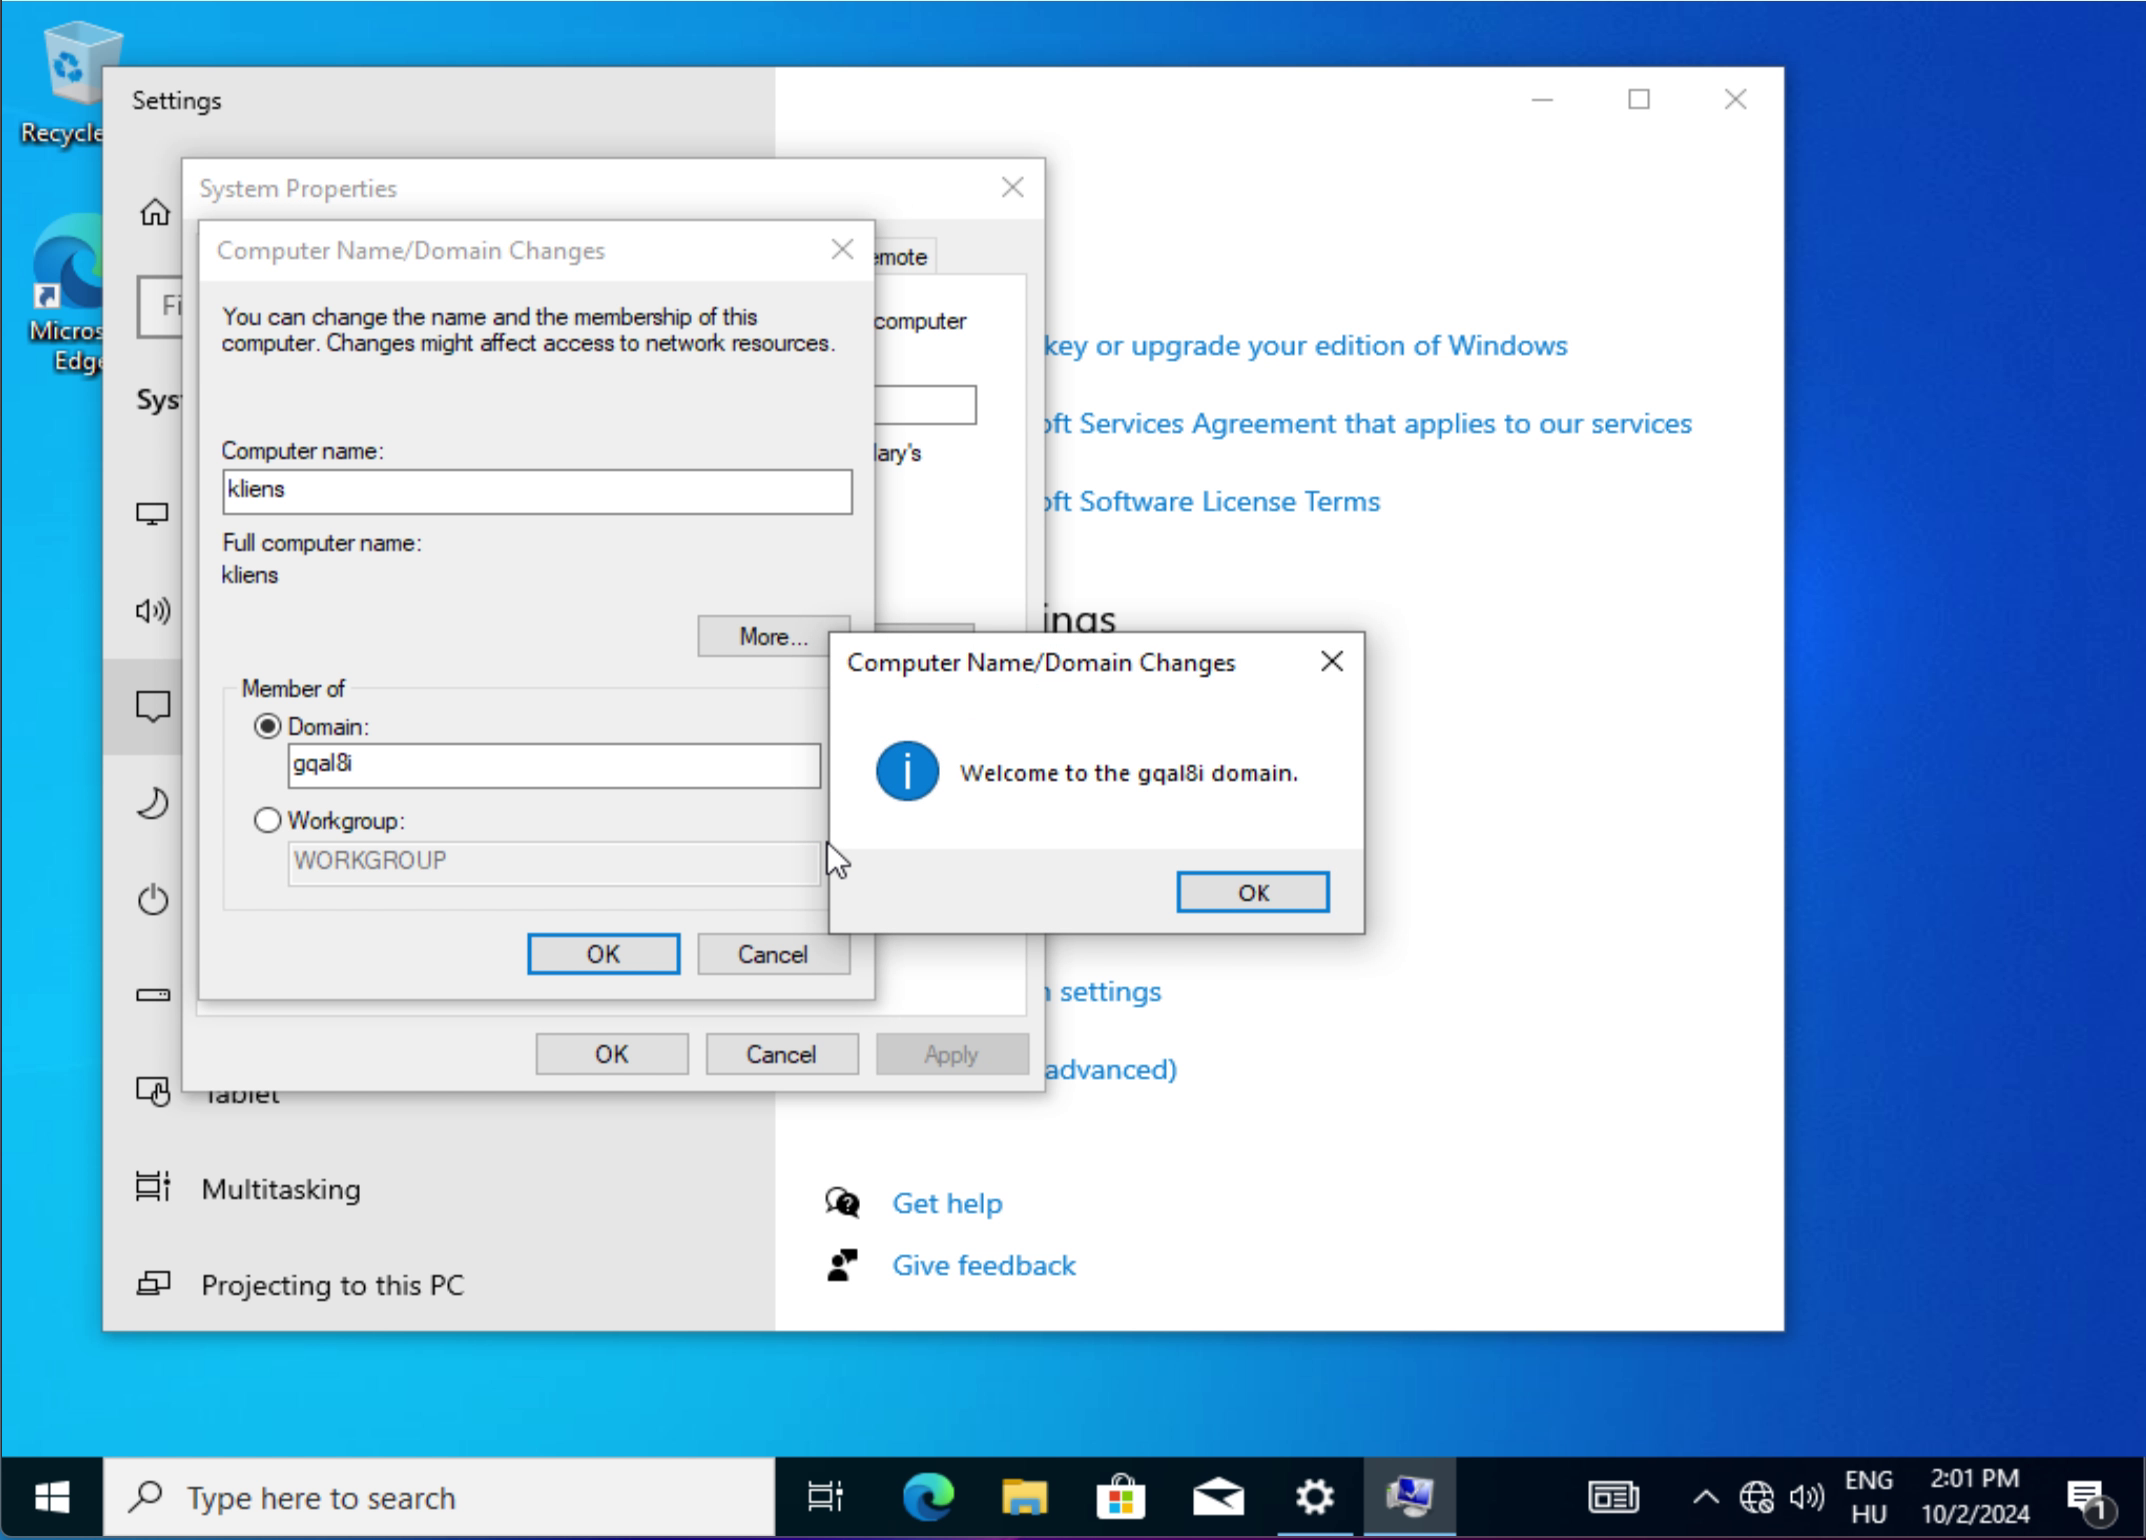 Recycle
Micros
Edge
Settings
Fi
Sys
Tablet
Multitasking
Projecting to this PC
System Properties
emote
computer
lary's
OK
Cancel
Apply
Computer Name/Domain Changes
You can change the name and the membership of this
computer. Changes might affect access to network resources.
Computer name:
kliens
Full computer name:
kliens
More...
Member of
Domain:
gqal8i
Workgroup:
WORKGROUP
OK
Cancel
Computer Name/Domain Changes
Welcome to the gqal8i domain.
OK
key or upgrade your edition of Windows
oft Services Agreement that applies to our services
oft Software License Terms
ings
settings
advanced)
Get help
Give feedback
Type here to search
ENG
HU
2:01 PM
10/2/2024
1